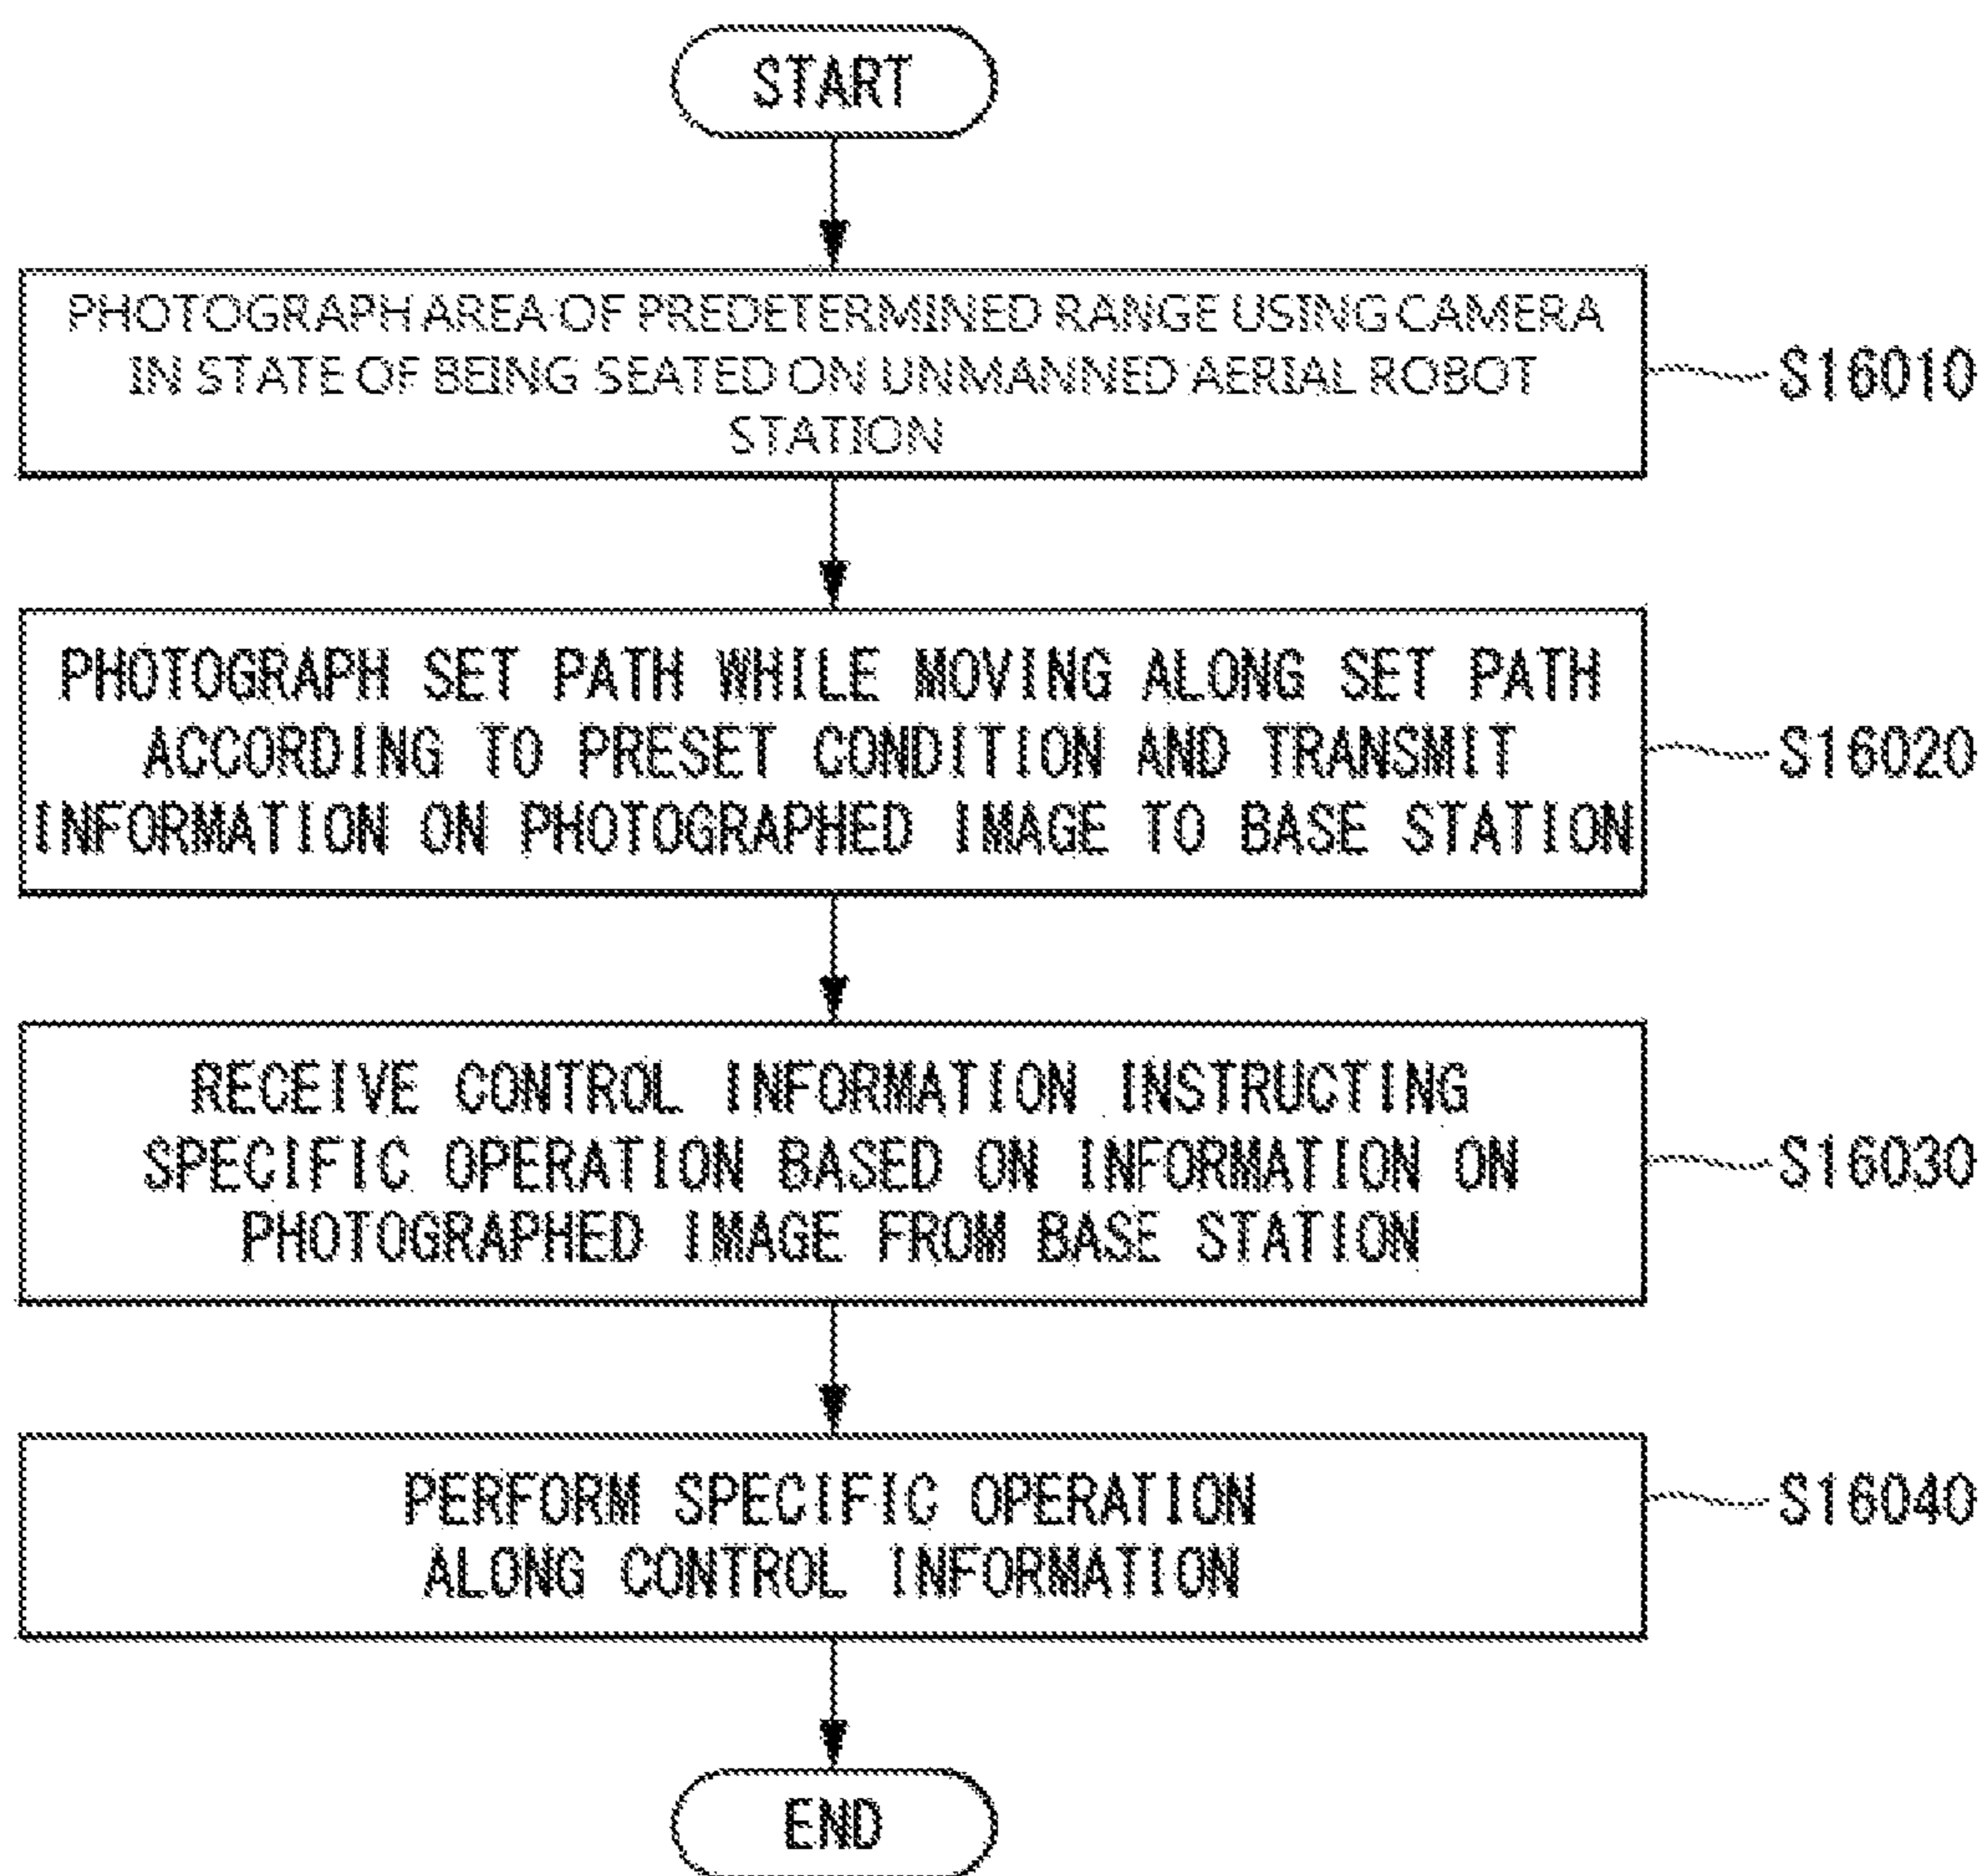 START
PHOTOGRAPH AREA OF PREDETERMINED RANGE USING CAMERA
IN STATE OF BEING SEATED ON UNMANNED AERIAL ROBOT
STATION
S16010
PHOTOGRAPH SET PATH WHILE MOVING ALONG SET PATH
ACCORDING TO PRESET CONDITION AND TRANSMIT
INFORMATION ON PHOTOGRAPHED IMAGE TO BASE STATION
S16020
RECEIVE CONTROL INFORMATION INSTRUCTING
SPECIFIC OPERATION BASED ON INFORMATION ON
PHOTOGRAPHED IMAGE FROM BASE STATION
S16030
PERFORM SPECIFIC OPERATION
ALONG CONTROL INFORMATION
S16040
END